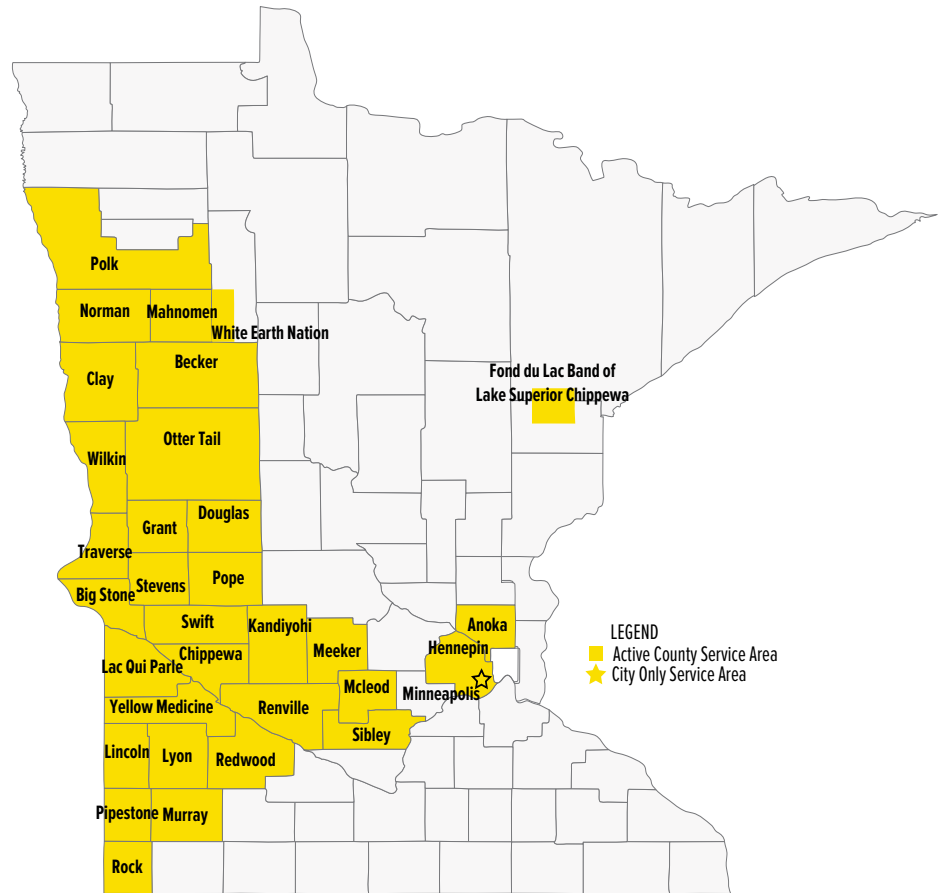 Polk
Norman
Mahnomen
White Earth Nation
Becker
Clay
Fond du Lac Band of
Lake Superior Chippewa
Otter Tail
Wilkin
Douglas
Grant
Traverse
Pope
Stevens
Big Stone
Swift
Kandiyohi
Anoka
Hennepin
Meeker
Chippewa
Lac Qui Parle
Mcleod
Minneapolis
Yellow Medicine
Renville
Sibley
Lincoln
Lyon
Redwood
Pipestone
Murray
Rock
LEGEND
Active County Service Area
City Only Service Area